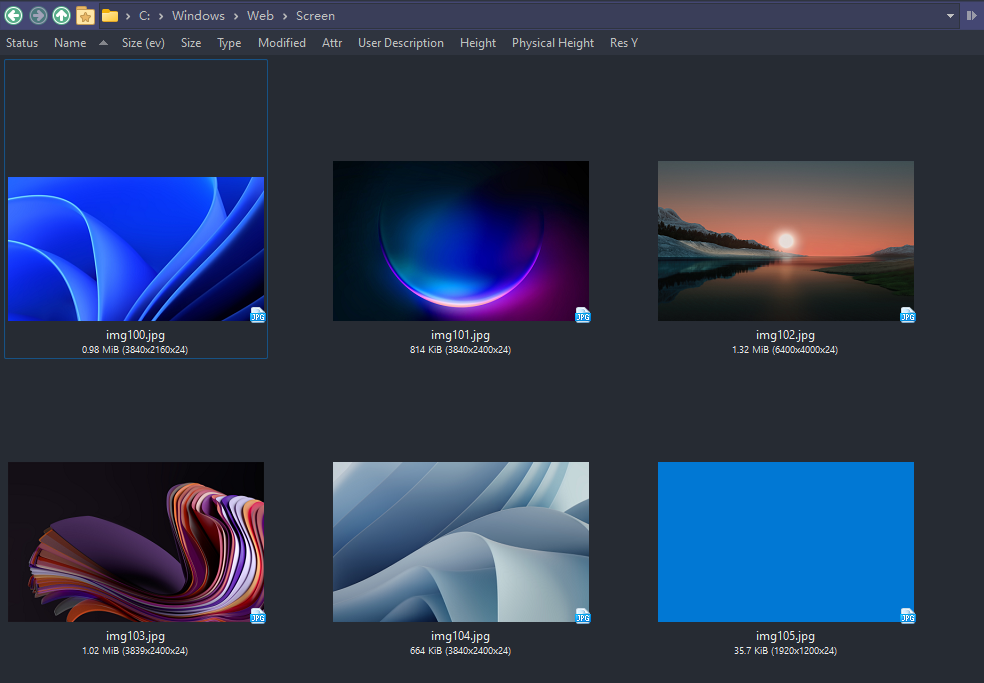 C: Windows Web Screen
Status Name Size (ev) Size Type Modified Attr User Description Height Physical Height Res Y
JPG JPG JPG
img100.jpg img101.jpg img102.jpg
0.98 MiB (3840x2160x24) 814 KiB (3840x2400x24) 1.32 MiB (6400x4000x24)
JPG JPG JPG
img103.jpg img104.jpg img105.jpg
1.02 MiB (3839x2400x24) 664 KiB (3840x2400x24) 35.7 KiB (1920x1200x24)